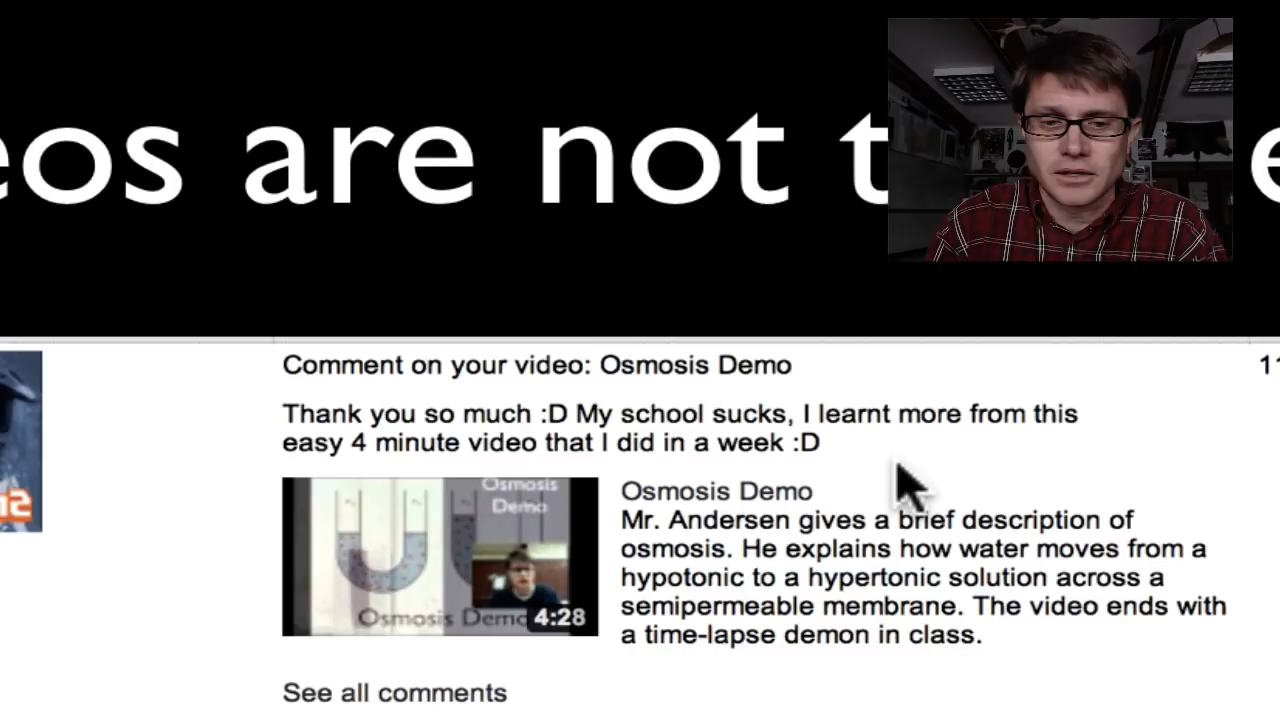 eos are not t
Comment on your video: Osmosis Demo
11
Thank you so much :D My school sucks, I learnt more from this
easy 4 minute video that I did in a week :D
Osmosis
Demo
Osmosis Demo
4:28
Osmosis Demo
Mr. Andersen gives a brief description of
osmosis. He explains how water moves from a
hypotonic to a hypertonic solution across a
semipermeable membrane. The video ends with
a time-lapse demon in class.
See all comments